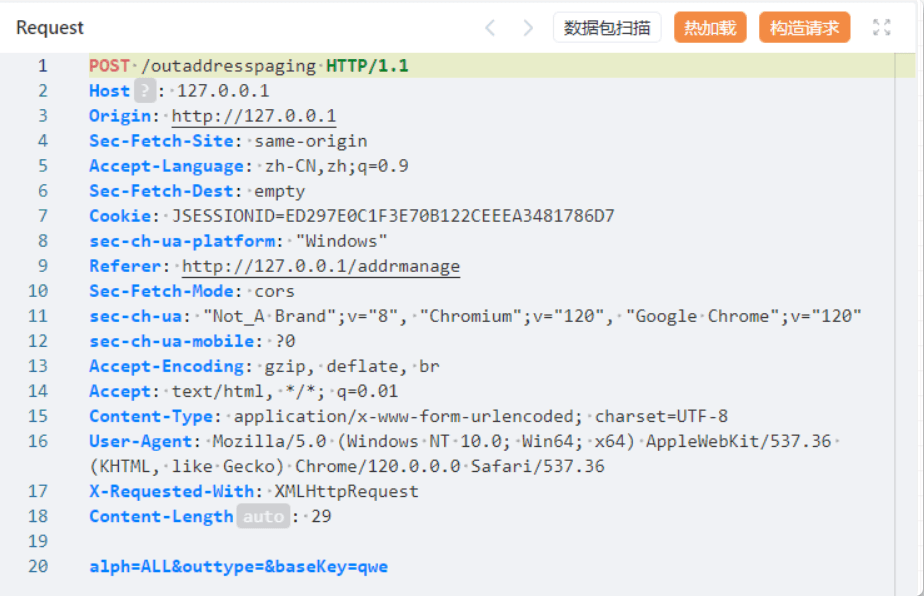 Request
数据包扫描 热加载 构造请求
1 POST /outaddresspaging HTTP/1.1
2 Host ? : 127.0.0.1
3 Origin: http://127.0.0.1
4 Sec-Fetch-Site: same-origin
5 Accept-Language: zh-CN,zh;q=0.9
6 Sec-Fetch-Dest: empty
7 Cookie: JSESSIONID=ED297E0C1F3E70B122CEEEA3481786D7
8 sec-ch-ua-platform: "Windows"
9 Referer: http://127.0.0.1/addrmanage
10 Sec-Fetch-Mode: cors
11 sec-ch-ua: "Not_A Brand";v="8", "Chromium";v="120", "Google Chrome";v="120"
12 sec-ch-ua-mobile: ?0
13 Accept-Encoding: gzip, deflate, br
14 Accept: text/html, */*; q=0.01
15 Content-Type: application/x-www-form-urlencoded; charset=UTF-8
16 User-Agent: Mozilla/5.0 (Windows NT 10.0; Win64; x64) AppleWebKit/537.36
(KHTML, like Gecko) Chrome/120.0.0.0 Safari/537.36
17 X-Requested-With: XMLHttpRequest
18 Content-Length auto : 29
19
20 alph=ALL&outtype=&baseKey=qwe